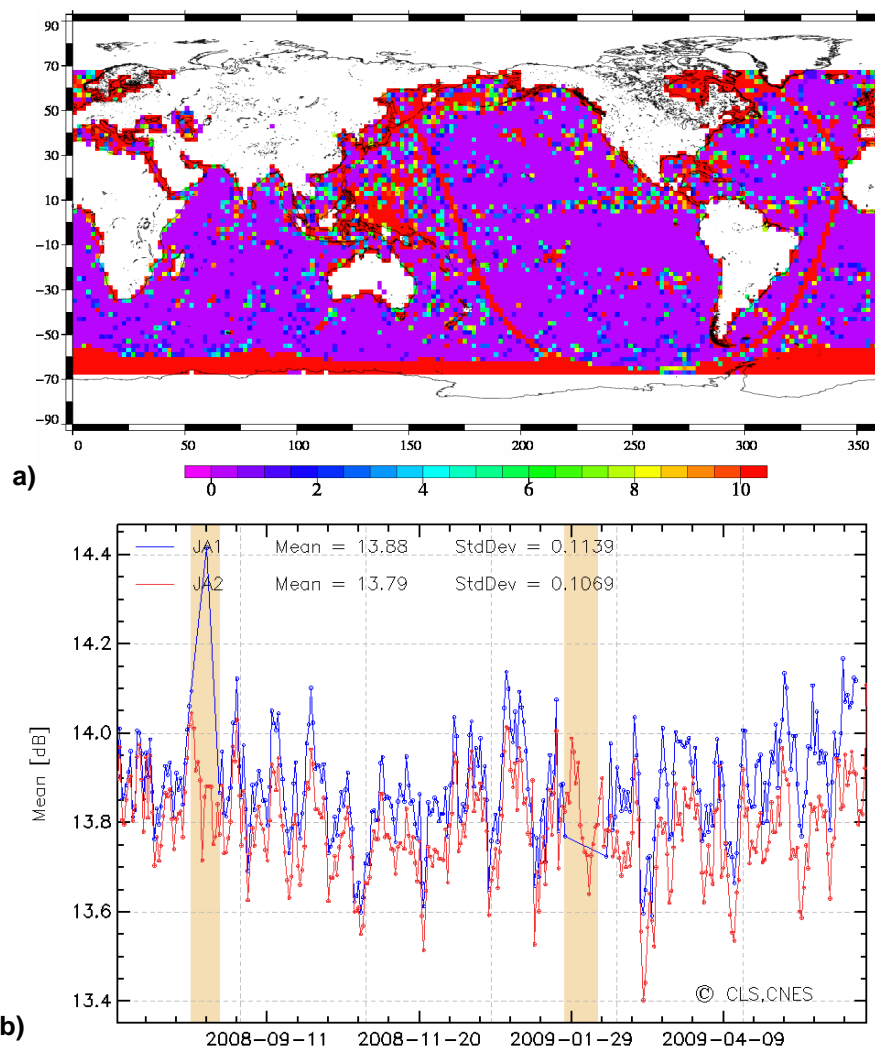 90
70
50
30
10
−10
−30
−50
−70
−90
0 50 100 150 200 250 300 350
a)
0 2 4 6 8 10
JA1 Mean = 13.88 StdDev = 0.1139
JA2 Mean = 13.79 StdDev = 0.1069
14.4
14.2
14.0
13.8
13.6
13.4
Mean [dB]
© CLS,CNES
b)
2008−09−11 2008−11−20 2009−01−29 2009−04−09